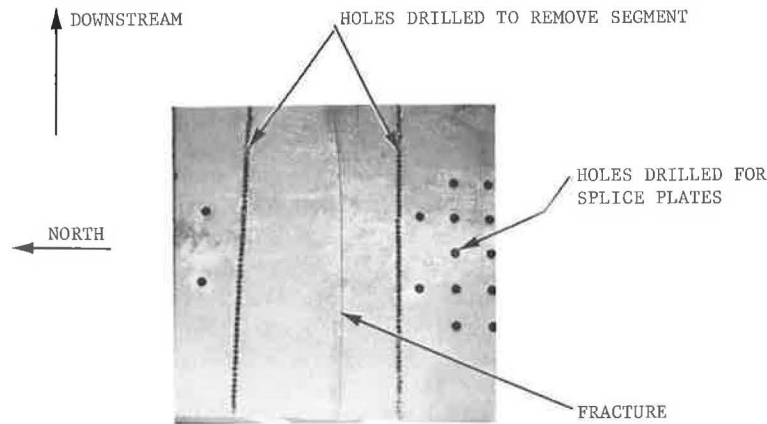 DOWNSTREAM
HOLES DRILLED TO REMOVE SEGMENT
HOLES DRILLED FOR
SPLICE PLATES
NORTH
FRACTURE